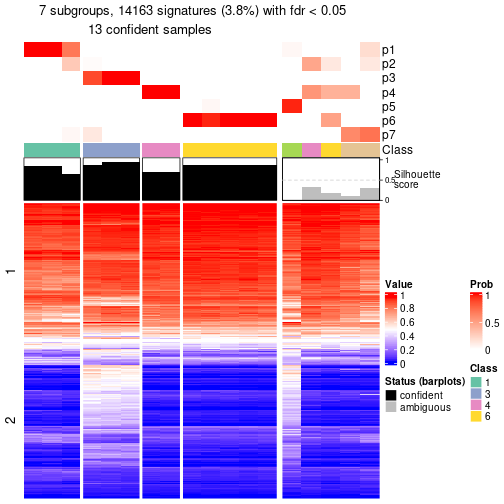 7 subgroups, 14163 signatures (3.8%) with fdr < 0.05
13 confident samples
p1
p2
p3
p4
p5
p6
p7
Class
1
0.5
0
Silhouette
score
1
2
Value
1
0.8
0.6
0.4
0.2
0
Status (barplots)
confident
ambiguous
Prob
1
0.5
0
Class
1
3
4
6